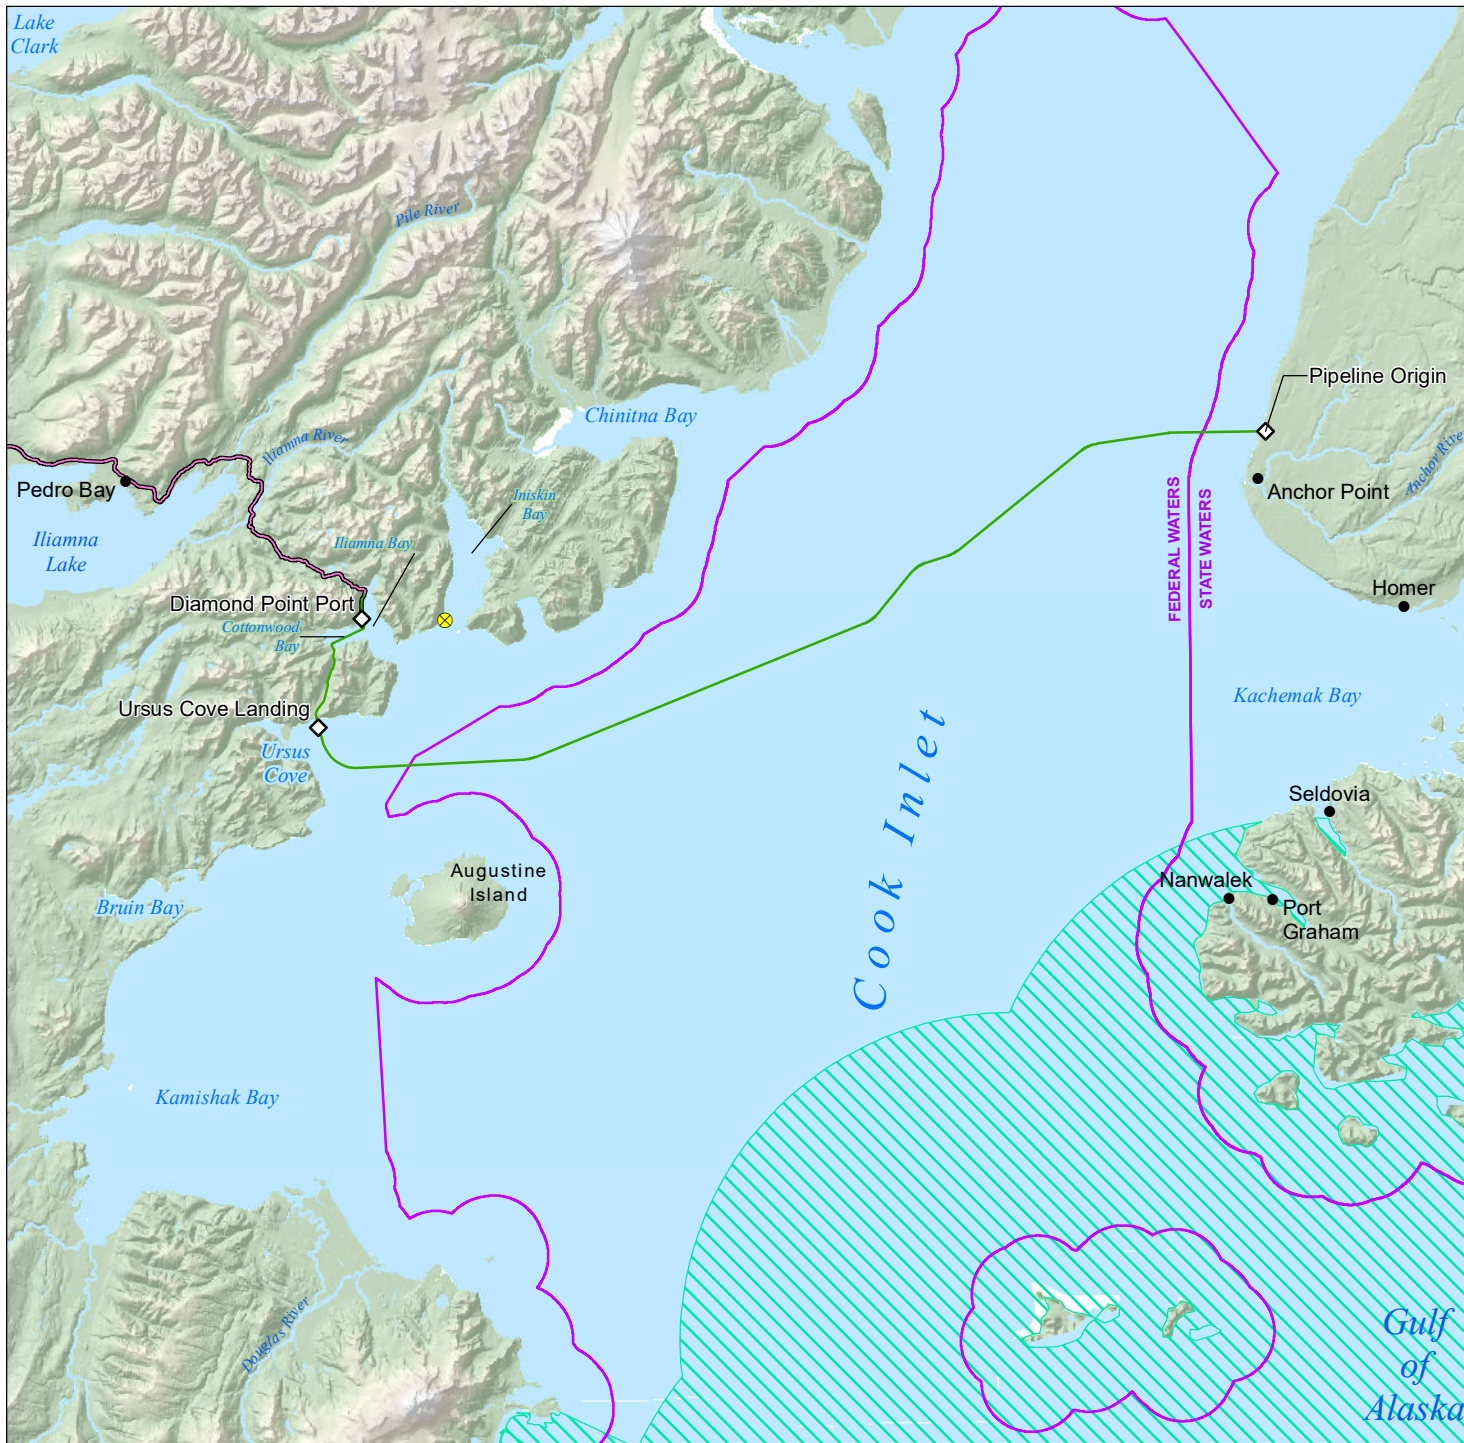 Lake
Clark
Pile River
Pipeline Origin
Chinitna Bay
Iliamna River
Anchor River
Pedro Bay
Iniskin
Bay
Anchor Point
Iliamna
Lake
Iliamna Bay
FEDERAL WATERS
STATE WATERS
Homer
Diamond Point Port
Cottonwood
Bay
Kachemak Bay
Ursus Cove Landing
Ursus
Cove
Cook Inlet
Seldovia
Augustine
Island
Nanwalek
Bruin Bay
Port
Graham
Kamishak Bay
Douglas River
Gulf
of
Alaska